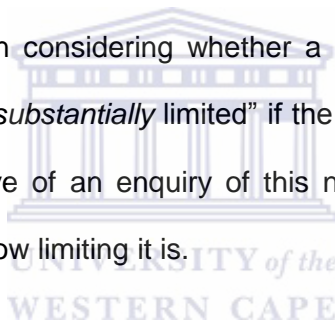 n considering whether a
substantially limited” if the
ve of an enquiry of this n
ow limiting it is.
UNIVERSITY of the
WESTERN CAPE